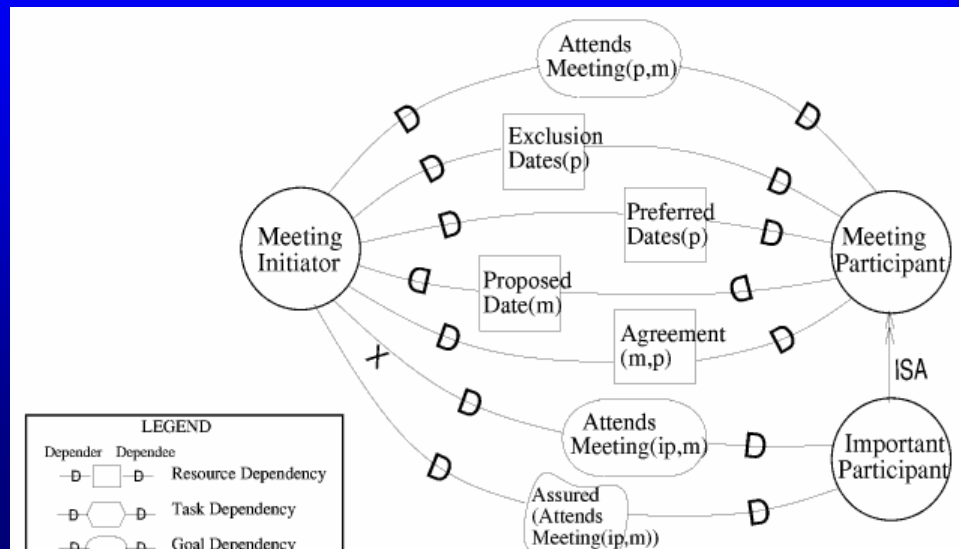 Attends
Meeting(p,m)
D
D
Exclusion
Dates(p)
D
D
Preferred
Dates(p)
D
D
Meeting
Initiator
Meeting
Participant
Proposed
Date(m)
D
D
Agreement
(m,p)
D
D
X
ISA
D
Attends
Meeting(ip,m)
D
Important
Participant
D
Assured
(Attends
Meeting(ip,m))
D
LEGEND
Depender Dependee
D D Resource Dependency
D D Task Dependency
D D Goal Dependency